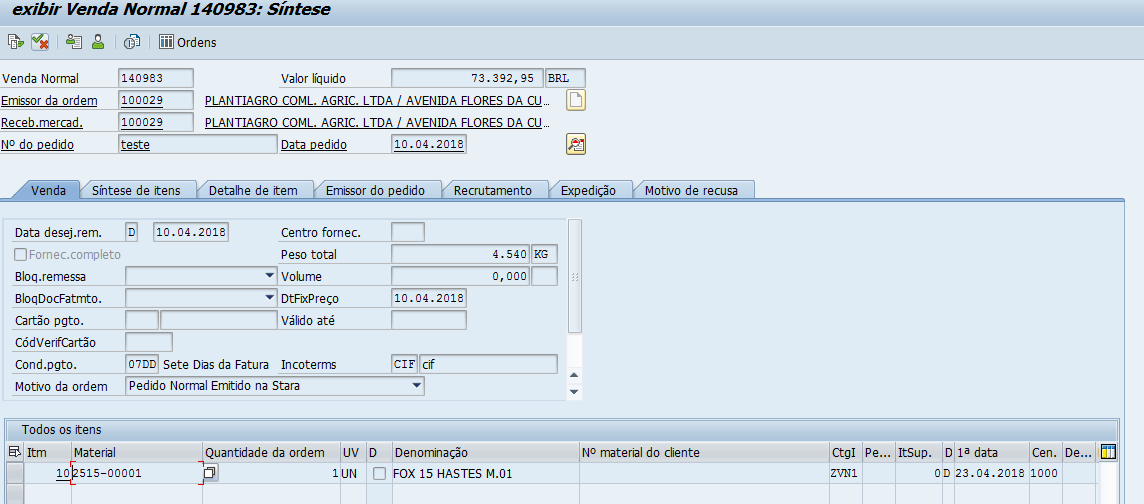 exibir Venda Normal 140983: Síntese
Ordens
Venda Normal 140983 Valor líquido 73.392,95 BRL
Emissor da ordem 100029 PLANTIAGRO COML. AGRIC. LTDA / AVENIDA FLORES DA CU...
Receb.mercad. 100029 PLANTIAGRO COML. AGRIC. LTDA / AVENIDA FLORES DA CU...
Nº do pedido teste Data pedido 10.04.2018
Venda Síntese de itens Detalhe de item Emissor do pedido Recrutamento Expedição Motivo de recusa
Data desej.rem. D 10.04.2018 Centro fornec.
Fornec.completo Peso total 4.540 KG
Bloq.remessa Volume 0,000
BloqDocFatmto. DtFixPreço 10.04.2018
Cartão pgto. Válido até
CódVerifCartão
Cond.pgto. 07DD Sete Dias da Fatura Incoterms CIF cif
Motivo da ordem Pedido Normal Emitido na Stara
Todos os itens
Itm Material Quantidade da ordem UV D Denominação Nº material do cliente CtgI Pe... ItSup. D 1ª data Cen. De...
10 2515-00001 1 UN FOX 15 HASTES M.01 ZVN1 0 D 23.04.2018 1000